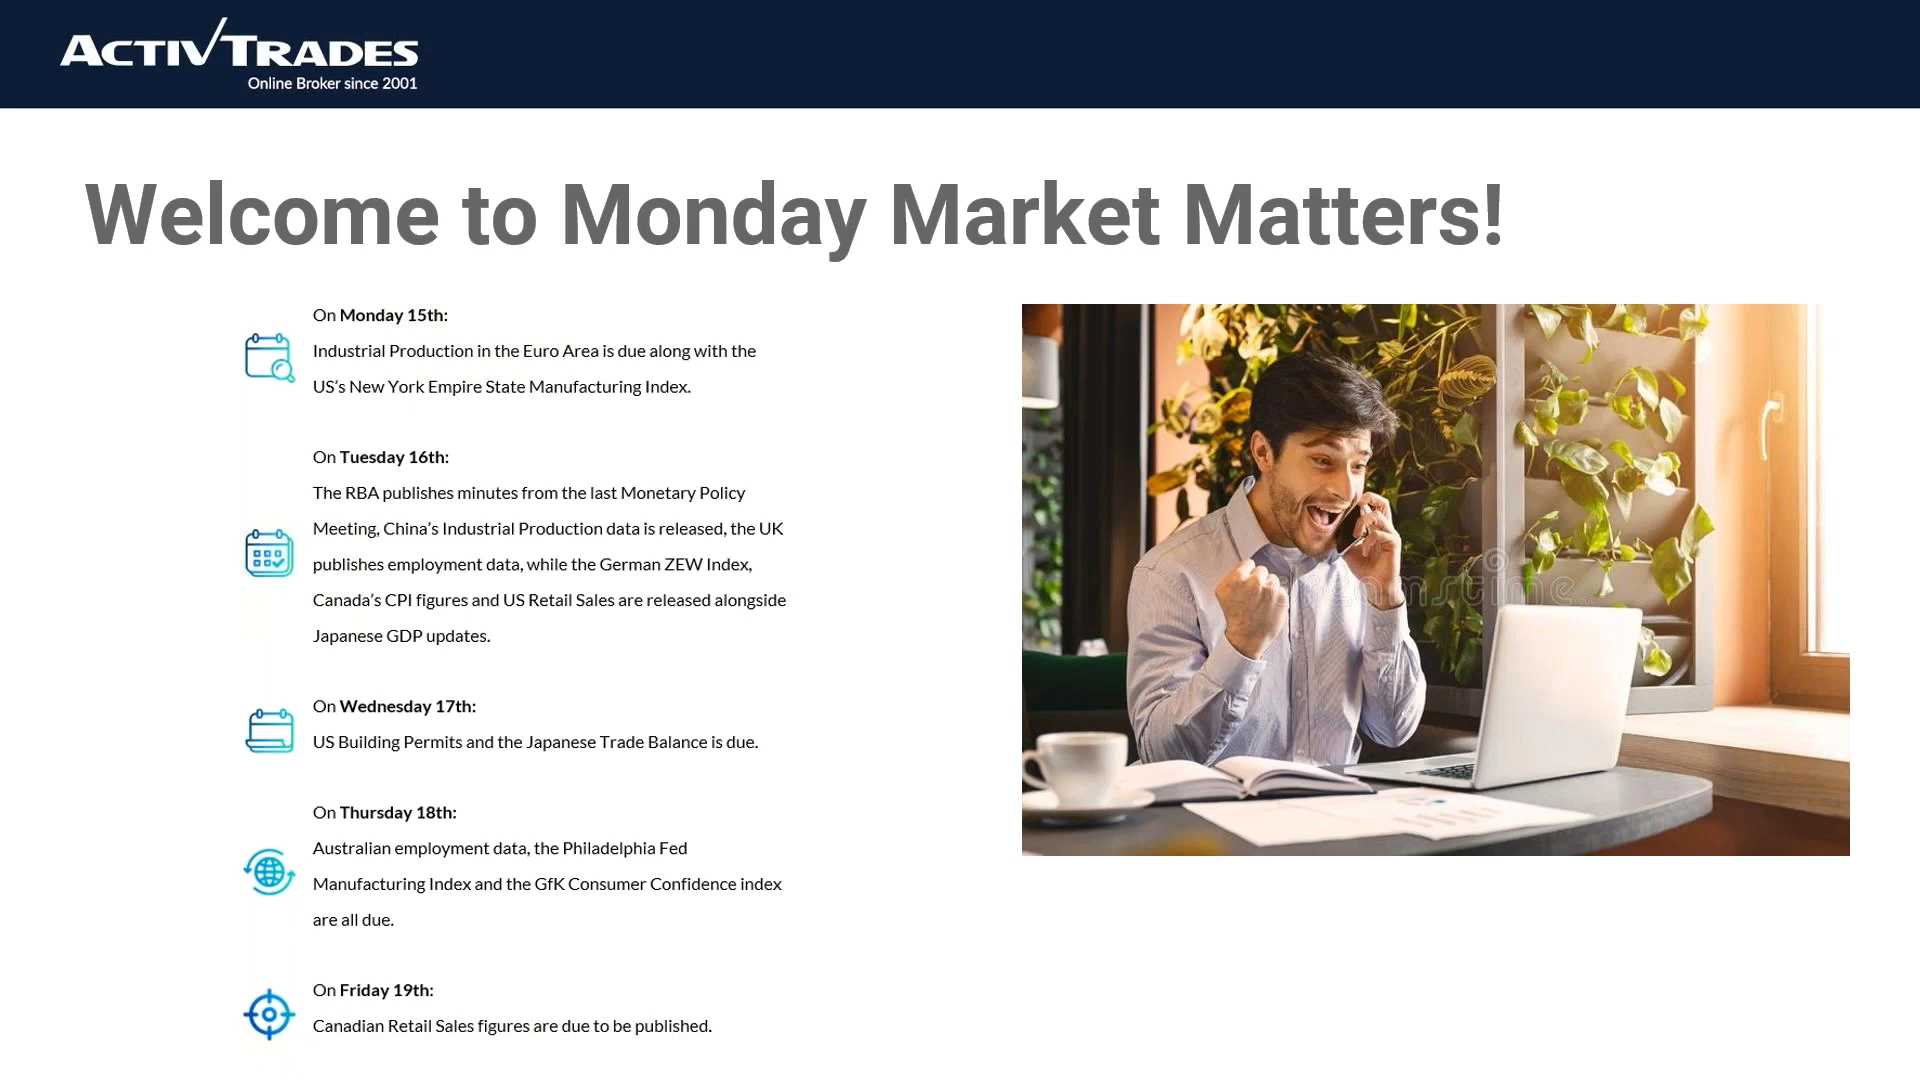 ACTIVTRADES
Online Broker since 2001
Welcome to Monday Market Matters!
On Monday 15th:
Industrial Production in the Euro Area is due along with the
US’s New York Empire State Manufacturing Index.
On Tuesday 16th:
The RBA publishes minutes from the last Monetary Policy
Meeting, China’s Industrial Production data is released, the UK
publishes employment data, while the German ZEW Index,
Canada’s CPI figures and US Retail Sales are released alongside
Japanese GDP updates.
On Wednesday 17th:
US Building Permits and the Japanese Trade Balance is due.
On Thursday 18th:
Australian employment data, the Philadelphia Fed
Manufacturing Index and the GfK Consumer Confidence index
are all due.
On Friday 19th:
Canadian Retail Sales figures are due to be published.
dreamstime